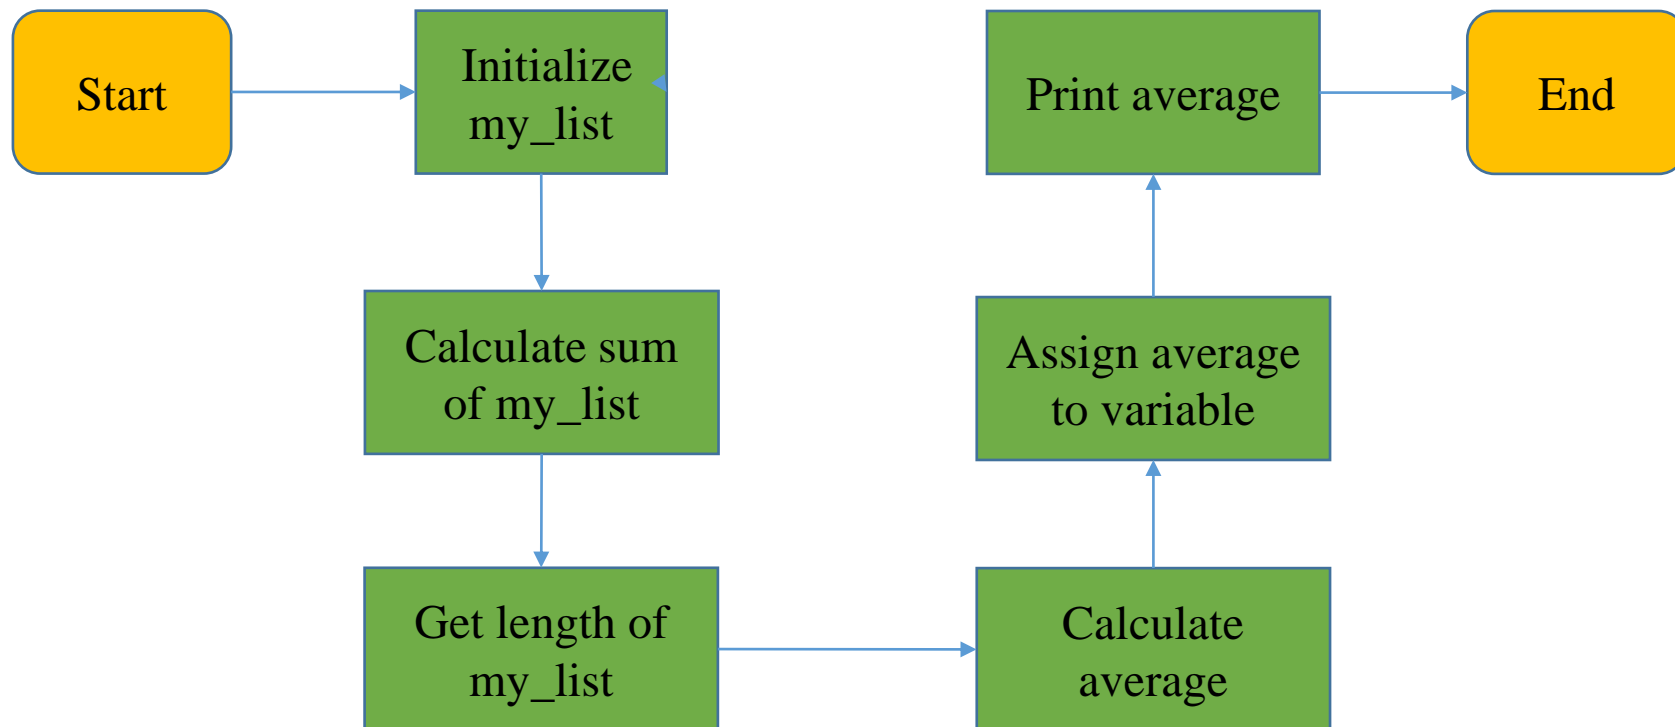 Start
Initialize
my_list
Calculate sum
of my_list
Get length of
my_list
Calculate
average
Assign average
to variable
Print average
End